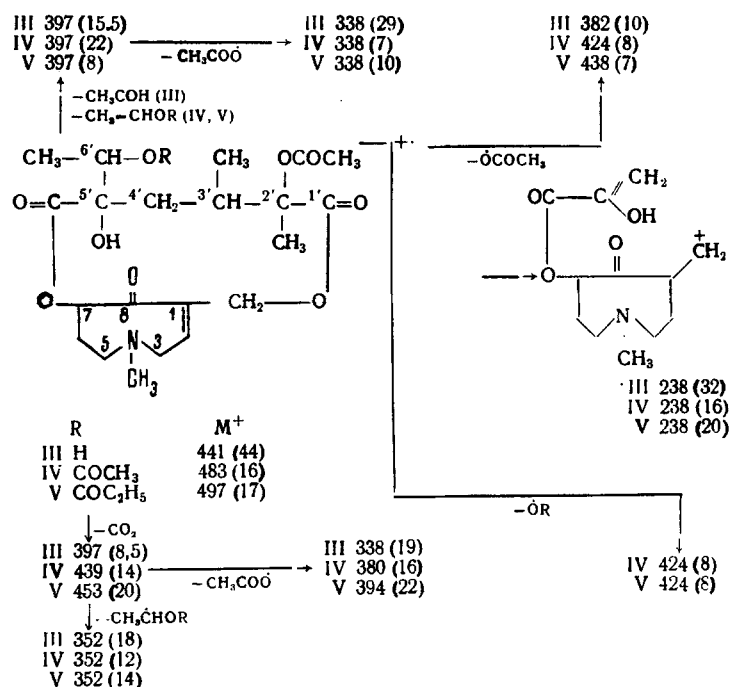 III 397 (15.5)
IV 397 (22)
V 397 (8)
−CH₃COȮ
III 338 (29)
IV 338 (7)
V 338 (10)
III 382 (10)
IV 424 (8)
V 438 (7)
−CH₃COH (III)
−CH₃−CHOR (IV, V)
+·
−ȮCOCH₃
CH₃−CH−OR
6'
CH₃
OCOCH₃
O=C−C−CH₂−CH−C−C=O
5' 4' 3' 2' 1'
OH
CH₃
O
O
CH₂−O
7 8 1
5 N 3
CH₃
OC−C
CH₂
OH
O
O
+
CH₂
N
CH₃
III 238 (32)
IV 238 (16)
V 238 (20)
R M⁺
III H 441 (44)
IV COCH₃ 483 (16)
V COC₂H₅ 497 (17)
−CO₂
−ȮR
III 397 (8,5)
IV 439 (14)
V 453 (20)
−CH₃COȮ
III 338 (19)
IV 380 (16)
V 394 (22)
IV 424 (8)
V 424 (8)
−CH₃ĊHOR
III 352 (18)
IV 352 (12)
V 352 (14)